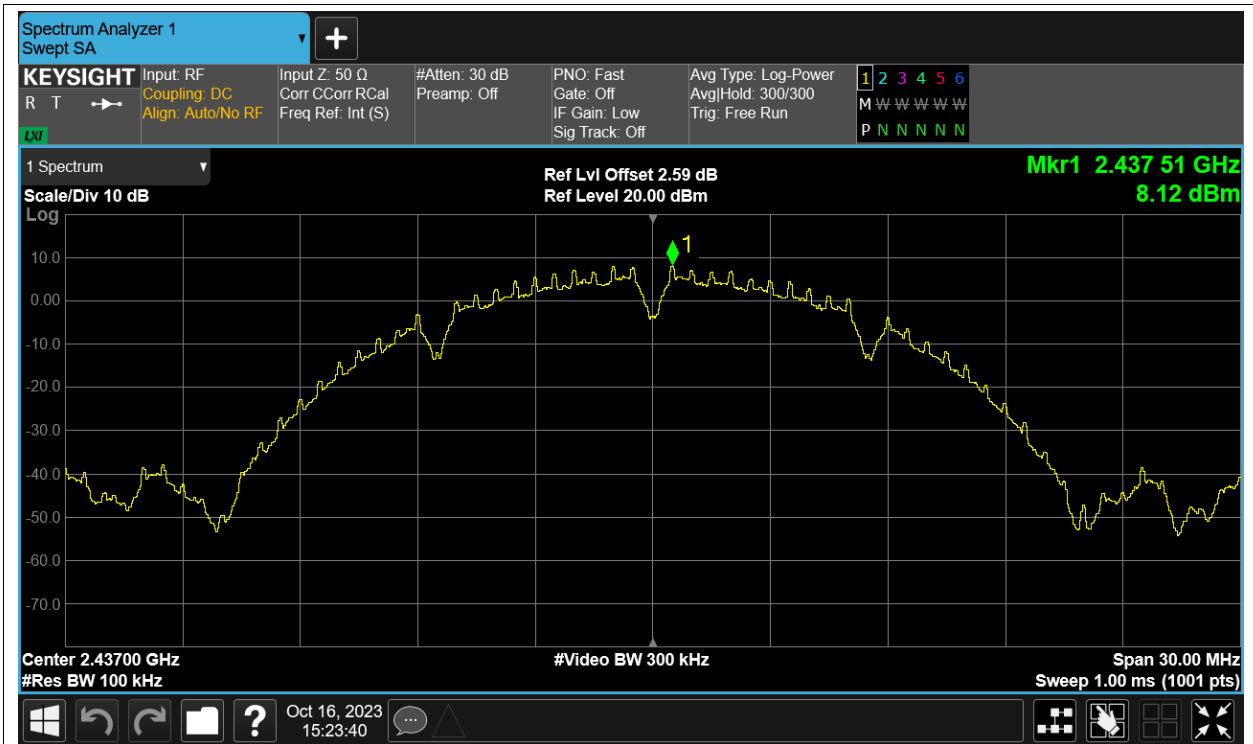 Spectrum Analyzer 1
Swept SA
KEYSIGHT
R T
LXI
Input: RF
Coupling: DC
Align: Auto/No RF
Input Z: 50 Ω
Corr CCorr RCal
Freq Ref: Int (S)
#Atten: 30 dB
Preamp: Off
PNO: Fast
Gate: Off
IF Gain: Low
Sig Track: Off
Avg Type: Log-Power
Avg|Hold: 300/300
Trig: Free Run
1 2 3 4 5 6
M W W W W W
P N N N N N
1 Spectrum
Scale/Div 10 dB
Ref Lvl Offset 2.59 dB
Ref Level 20.00 dBm
Mkr1 2.437 51 GHz
8.12 dBm
Log
1
10.0
0.00
-10.0
-20.0
-30.0
-40.0
-50.0
-60.0
-70.0
Center 2.43700 GHz
#Video BW 300 kHz
Span 30.00 MHz
#Res BW 100 kHz
Sweep 1.00 ms (1001 pts)
?
Oct 16, 2023
15:23:40